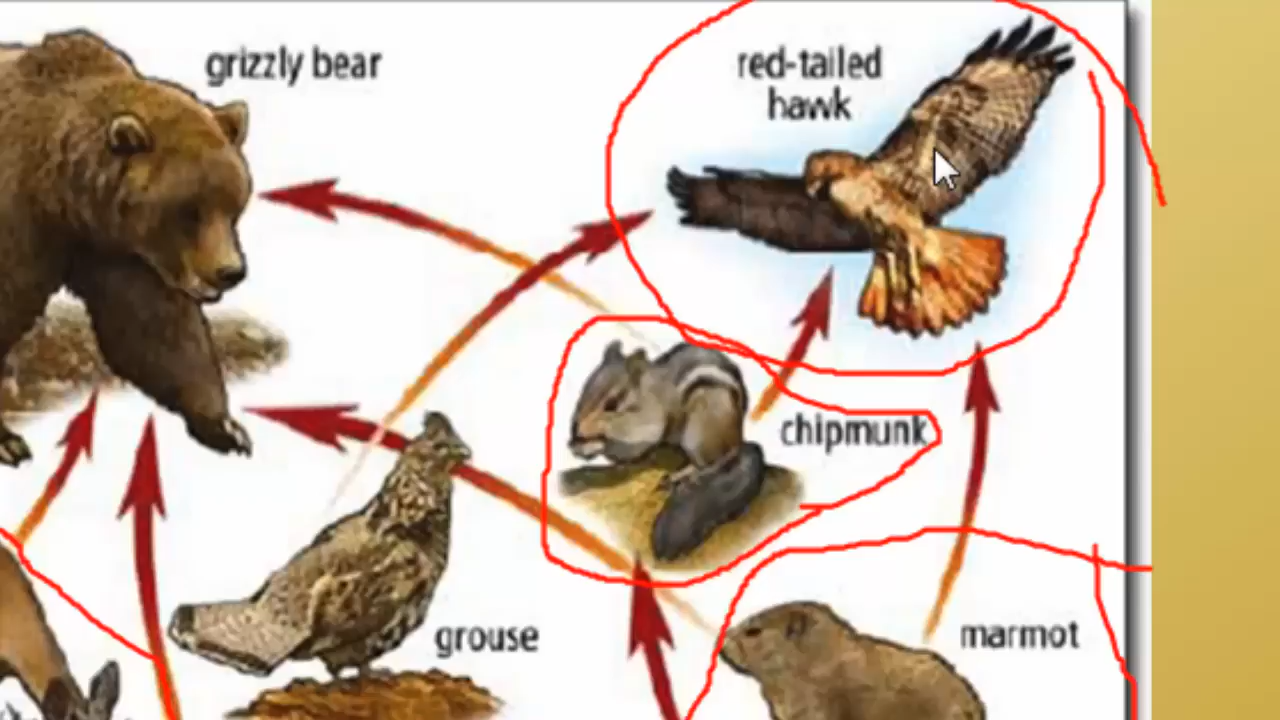 grizzly bear
red-tailed
hawk
chipmunk
grouse
marmot